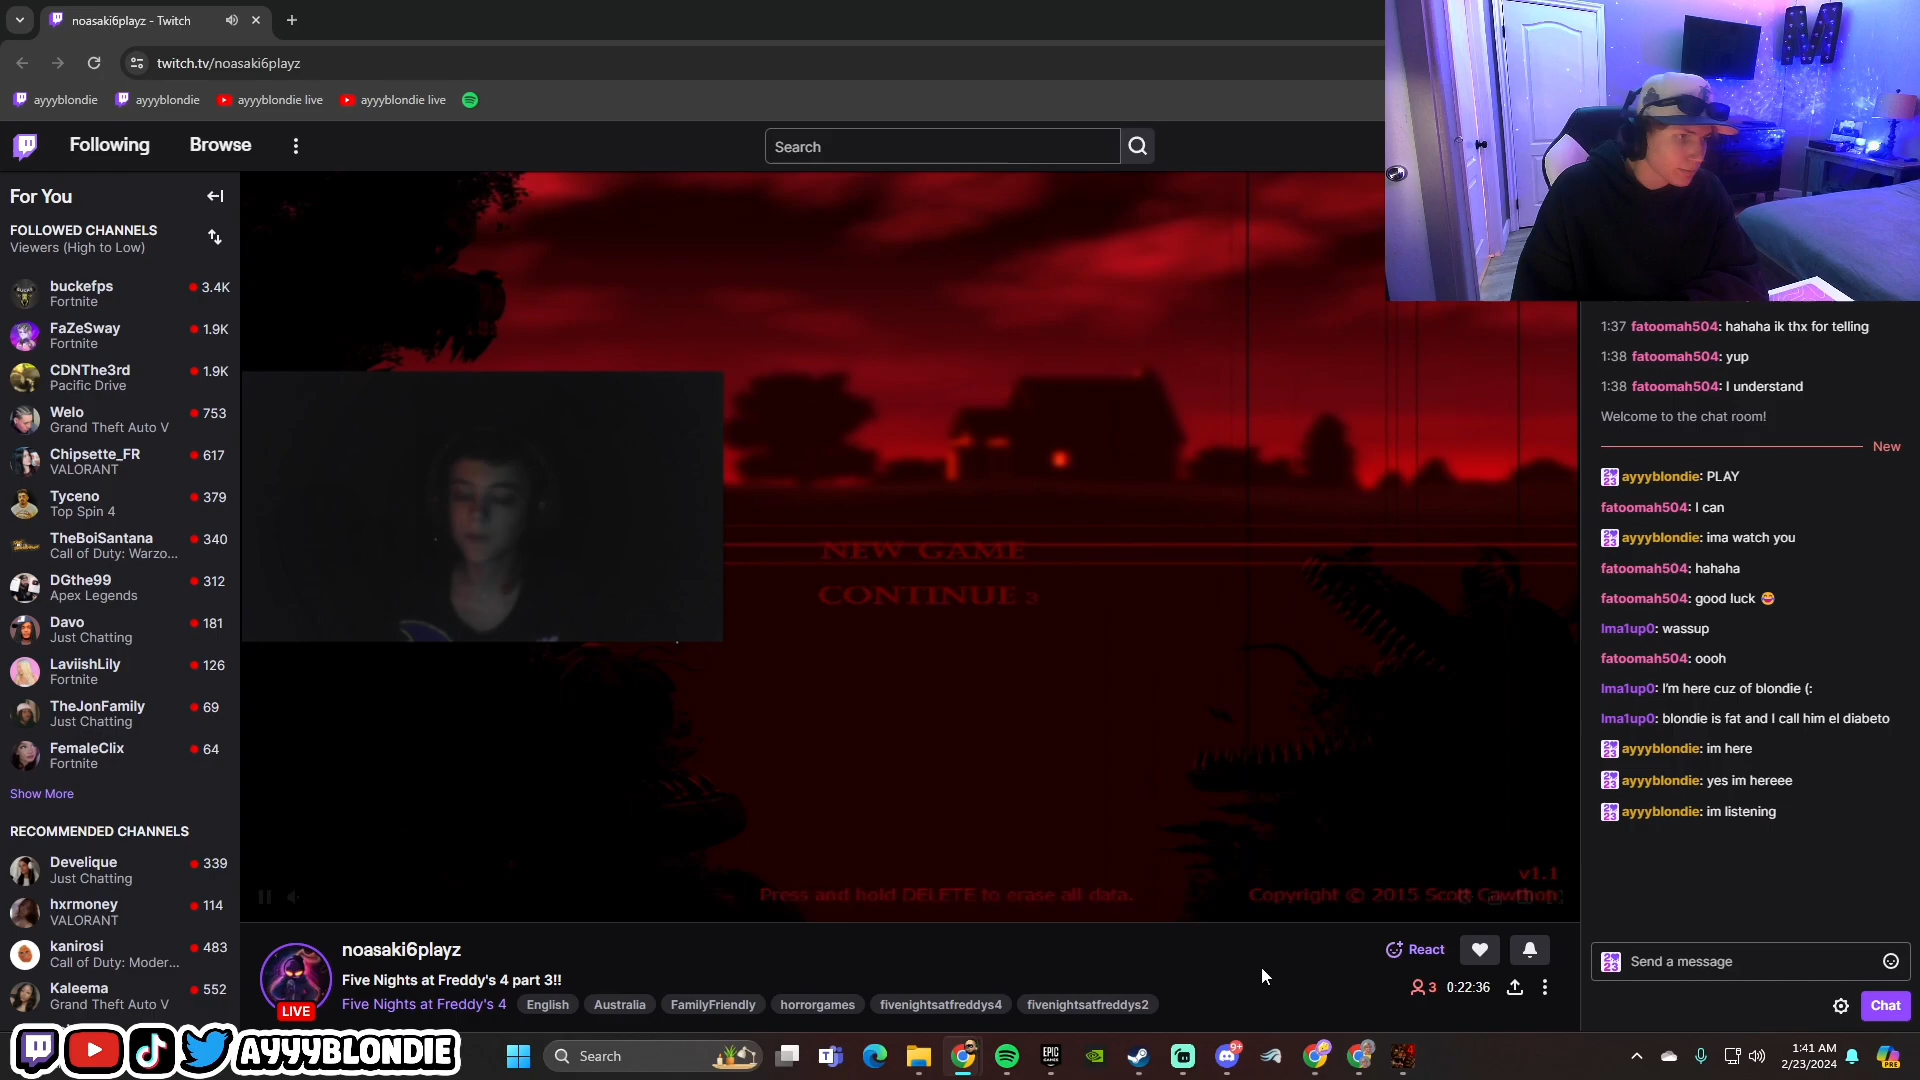 noasaki6playz - Twitch
twitch.tv/noasaki6playz
ayyyblondie
ayyyblondie
ayyyblondie live
ayyyblondie live
Following
Browse
Search
For You
FOLLOWED CHANNELS
Viewers (High to Low)
buckefps
3.4K
Fortnite
FaZeSway
1.9K
Fortnite
CDNThe3rd
1.9K
Pacific Drive
Welo
753
Grand Theft Auto V
Chipsette_FR
617
VALORANT
Tyceno
379
Top Spin 4
TheBoiSantana
340
Call of Duty: Warzo...
DGthe99
312
Apex Legends
Davo
181
Just Chatting
LaviishLily
126
Fortnite
TheJonFamily
69
Just Chatting
FemaleClix
64
Fortnite
Show More
RECOMMENDED CHANNELS
Develique
339
Just Chatting
hxrmoney
114
VALORANT
kanirosi
483
Call of Duty: Moder...
Kaleema
552
Grand Theft Auto V
NEW GAME
CONTINUE 3
v1.1
Press and hold DELETE to erase all data.
Copyright © 2015 Scott Cawthon
LIVE
noasaki6playz
Five Nights at Freddy's 4 part 3!!
Five Nights at Freddy's 4
English
Australia
FamilyFriendly
horrorgames
fivenightsatfreddys4
fivenightsatfreddys2
React
3
0:22:36
1:37 fatoomah504: hahaha ik thx for telling
1:38 fatoomah504: yup
1:38 fatoomah504: I understand
Welcome to the chat room!
New
ayyyblondie: PLAY
fatoomah504: I can
ayyyblondie: ima watch you
fatoomah504: hahaha
fatoomah504: good luck 😂
lma1up0: wassup
fatoomah504: oooh
lma1up0: I'm here cuz of blondie (:
lma1up0: blondie is fat and I call him el diabeto
ayyyblondie: im here
ayyyblondie: yes im hereee
ayyyblondie: im listening
Send a message
Chat
AYYYBLONDIE
Search
EPIC GAMES
9+
PRE
1:41 AM
2/23/2024
M